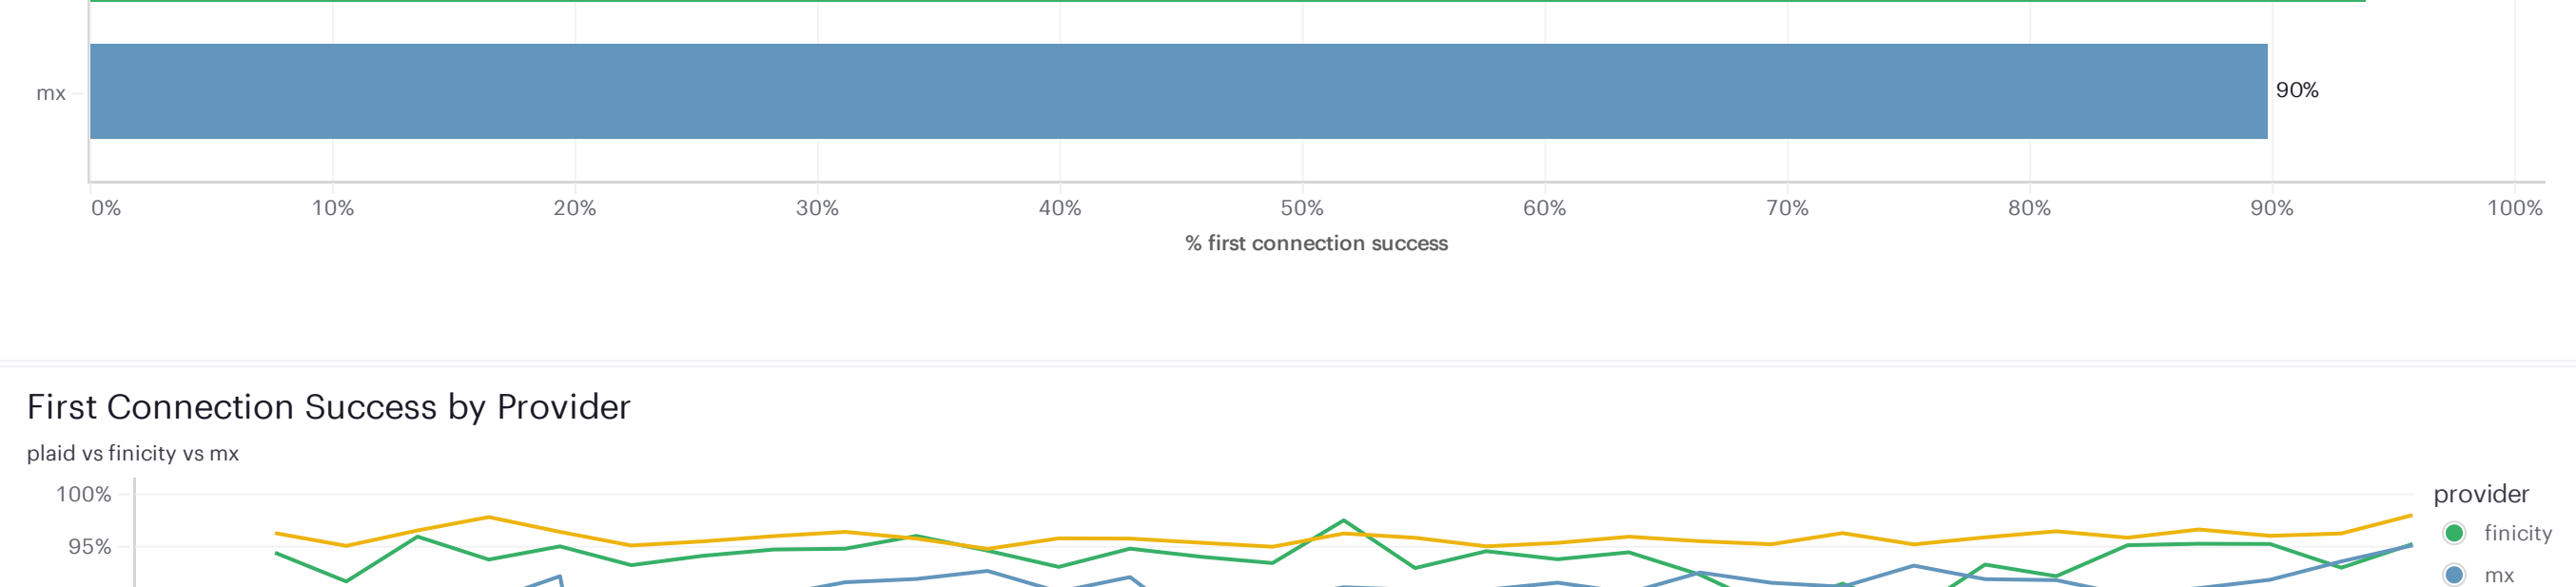 mx
90%
0% 10% 20% 30% 40% 50% 60% 70% 80% 90% 100%
% first connection success
First Connection Success by Provider
plaid vs finicity vs mx
100%
95%
provider
finicity
mx